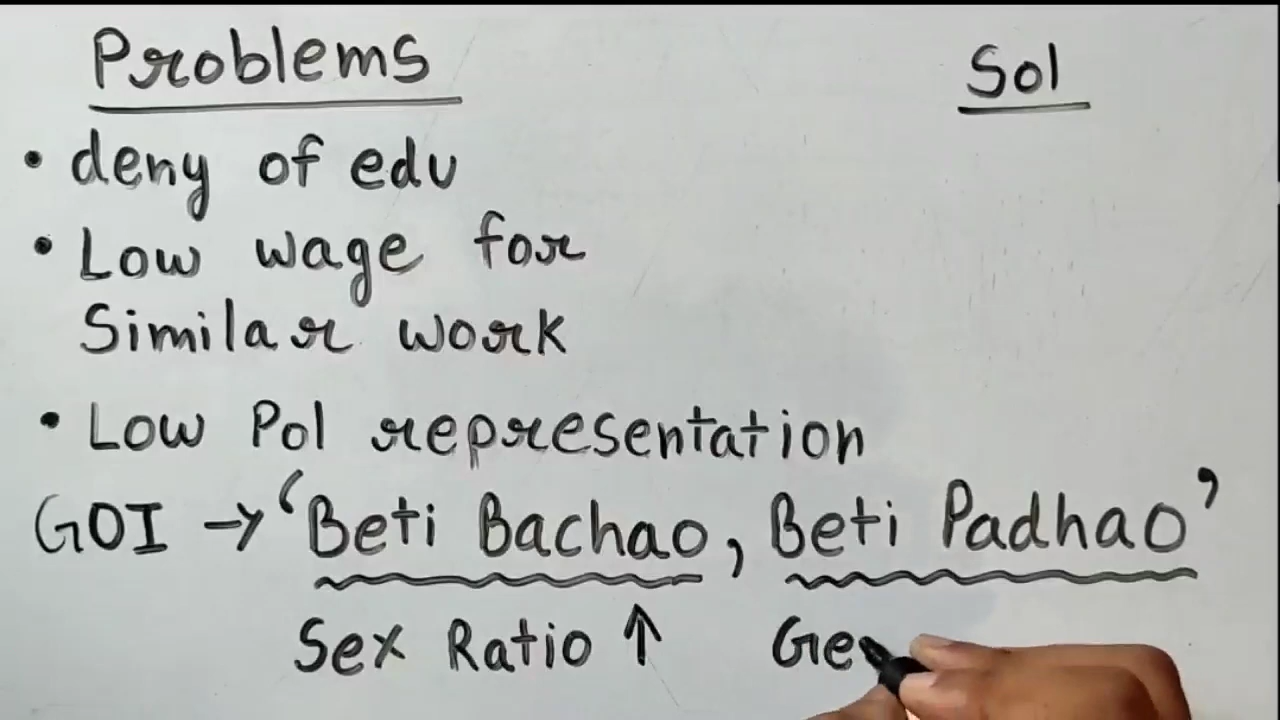 Problems
Sol
• deny of edu
• Low wage for
Similar work
• Low Pol representation
GOI → 'Beti Bachao, Beti Padhao'
Sex Ratio ↑ Ge